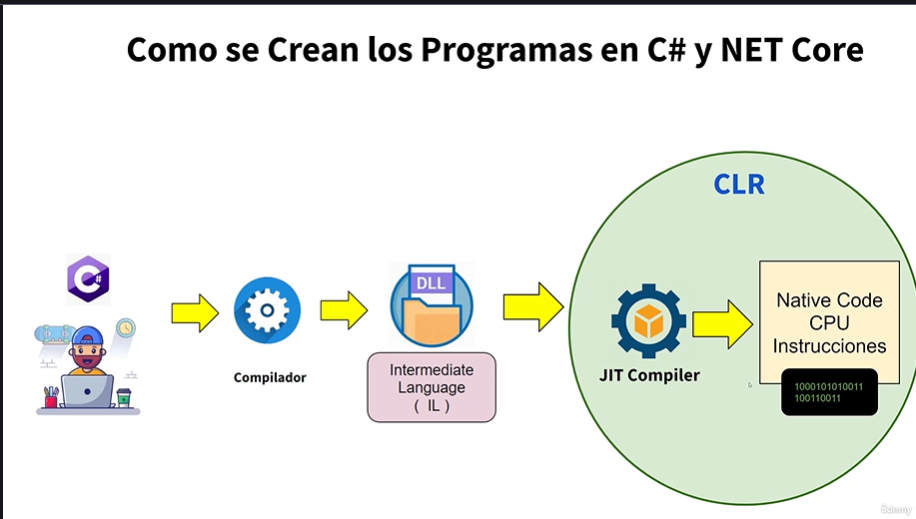 Como se Crean los Programas en C# y NET Core
CLR
C#
DLL
Compilador
Intermediate
Language
( IL )
JIT Compiler
Native Code
CPU
Instrucciones
1000101010011
100110011
ûdemy